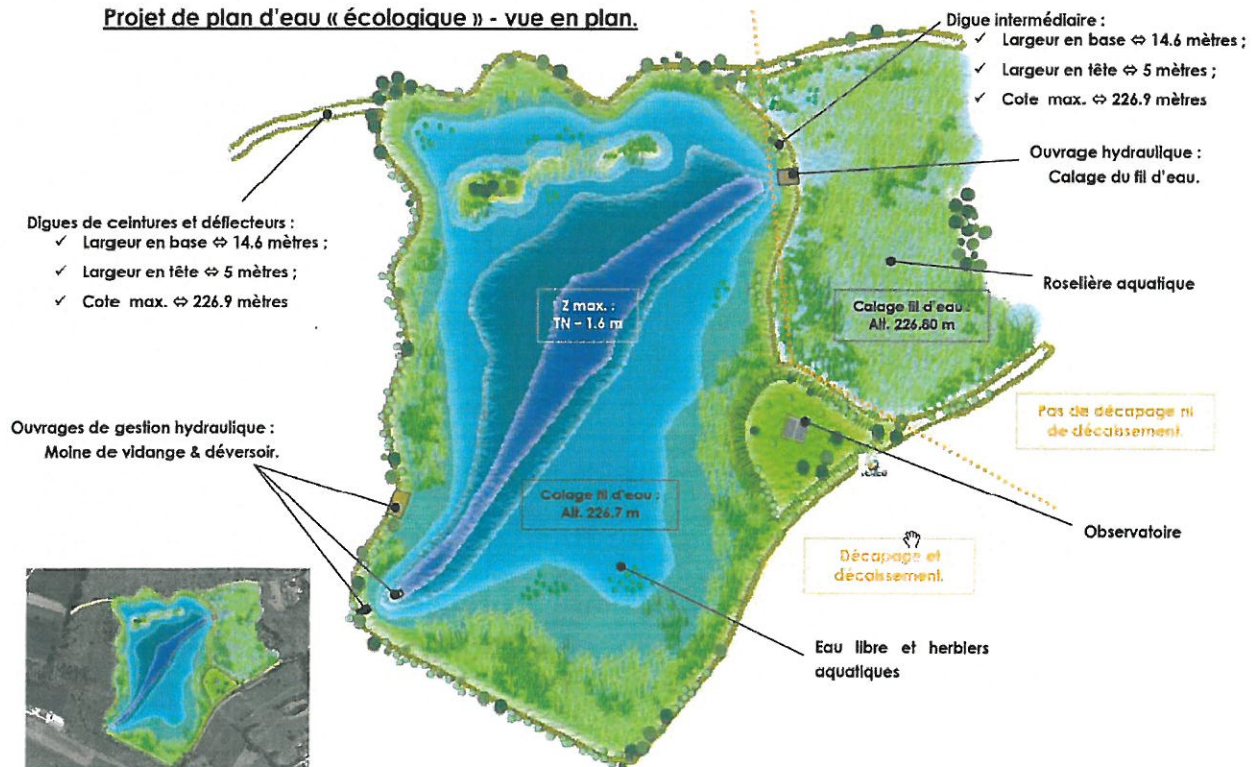 Projet de plan d'eau « écologique » - vue en plan.
Digue intermédiaire :
✓ Largeur en base ⇔ 14.6 mètres ;
✓ Largeur en tête ⇔ 5 mètres ;
✓ Cote max. ⇔ 226.9 mètres
Ouvrage hydraulique :
Calage du fil d'eau.
Digues de ceintures et déflecteurs :
✓ Largeur en base ⇔ 14.6 mètres ;
✓ Largeur en tête ⇔ 5 mètres ;
✓ Cote max. ⇔ 226.9 mètres
Roselière aquatique
Z max. :
TN – 1.6 m
Calage fil d'eau :
Alt. 226.80 m
Pas de décapage ni
de décaissement.
Ouvrages de gestion hydraulique :
Moine de vidange & déversoir.
Calage fil d'eau :
Alt. 226.7 m
Observatoire
Décapage et
décaissement.
Eau libre et herbiers
aquatiques